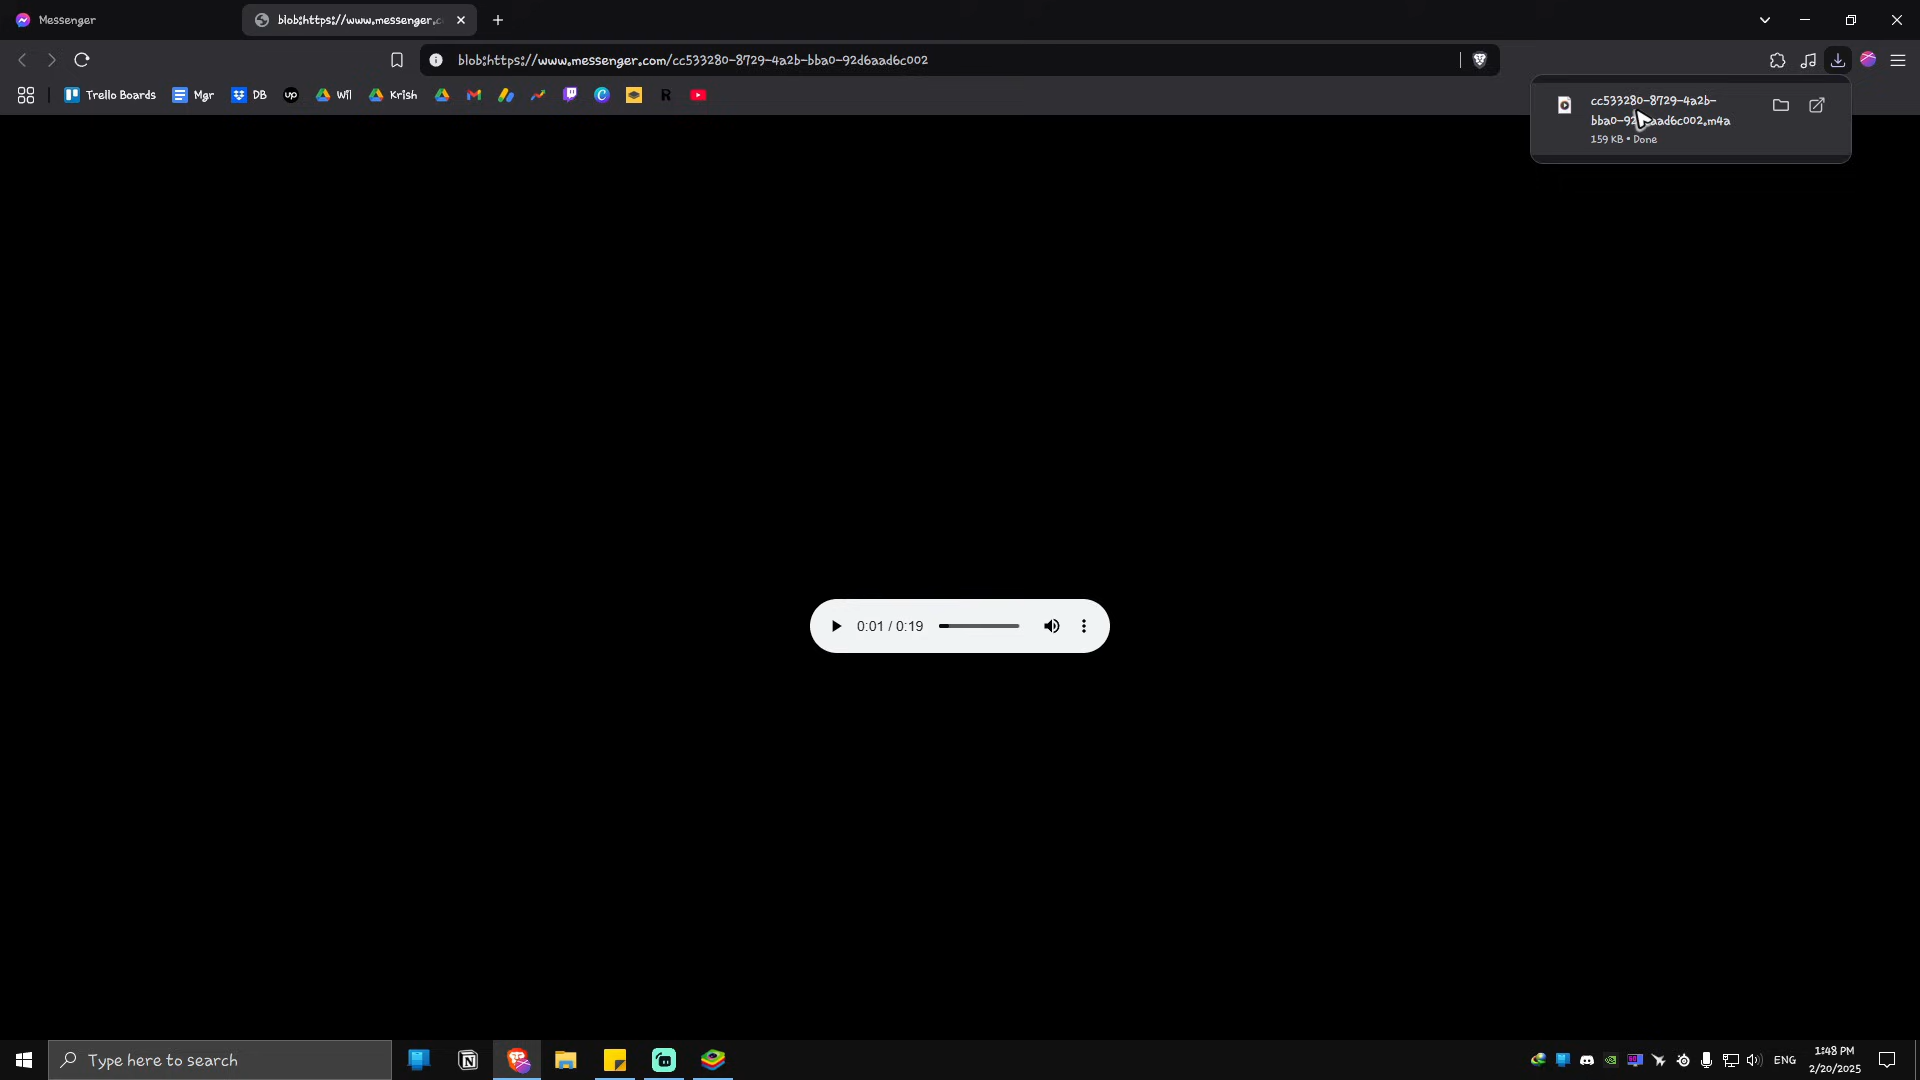 Messenger
blob:https://www.messenger.c
blob:https://www.messenger.com/cc533280-8729-4a2b-bba0-92d6aad6c002
Trello Boards
Mgr
DB
up
Wil
Krish
C
R
cc533280-8729-4a2b-
bba0-92 aad6c002.m4a
159 KB • Done
0:01 / 0:19
Type here to search
ENG
1:48 PM
2/20/2025